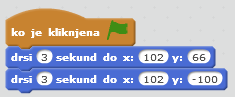 ko je kliknjena
drsi 3 sekund do x: 102 y: 66
drsi 3 sekund do x: 102 y: -100